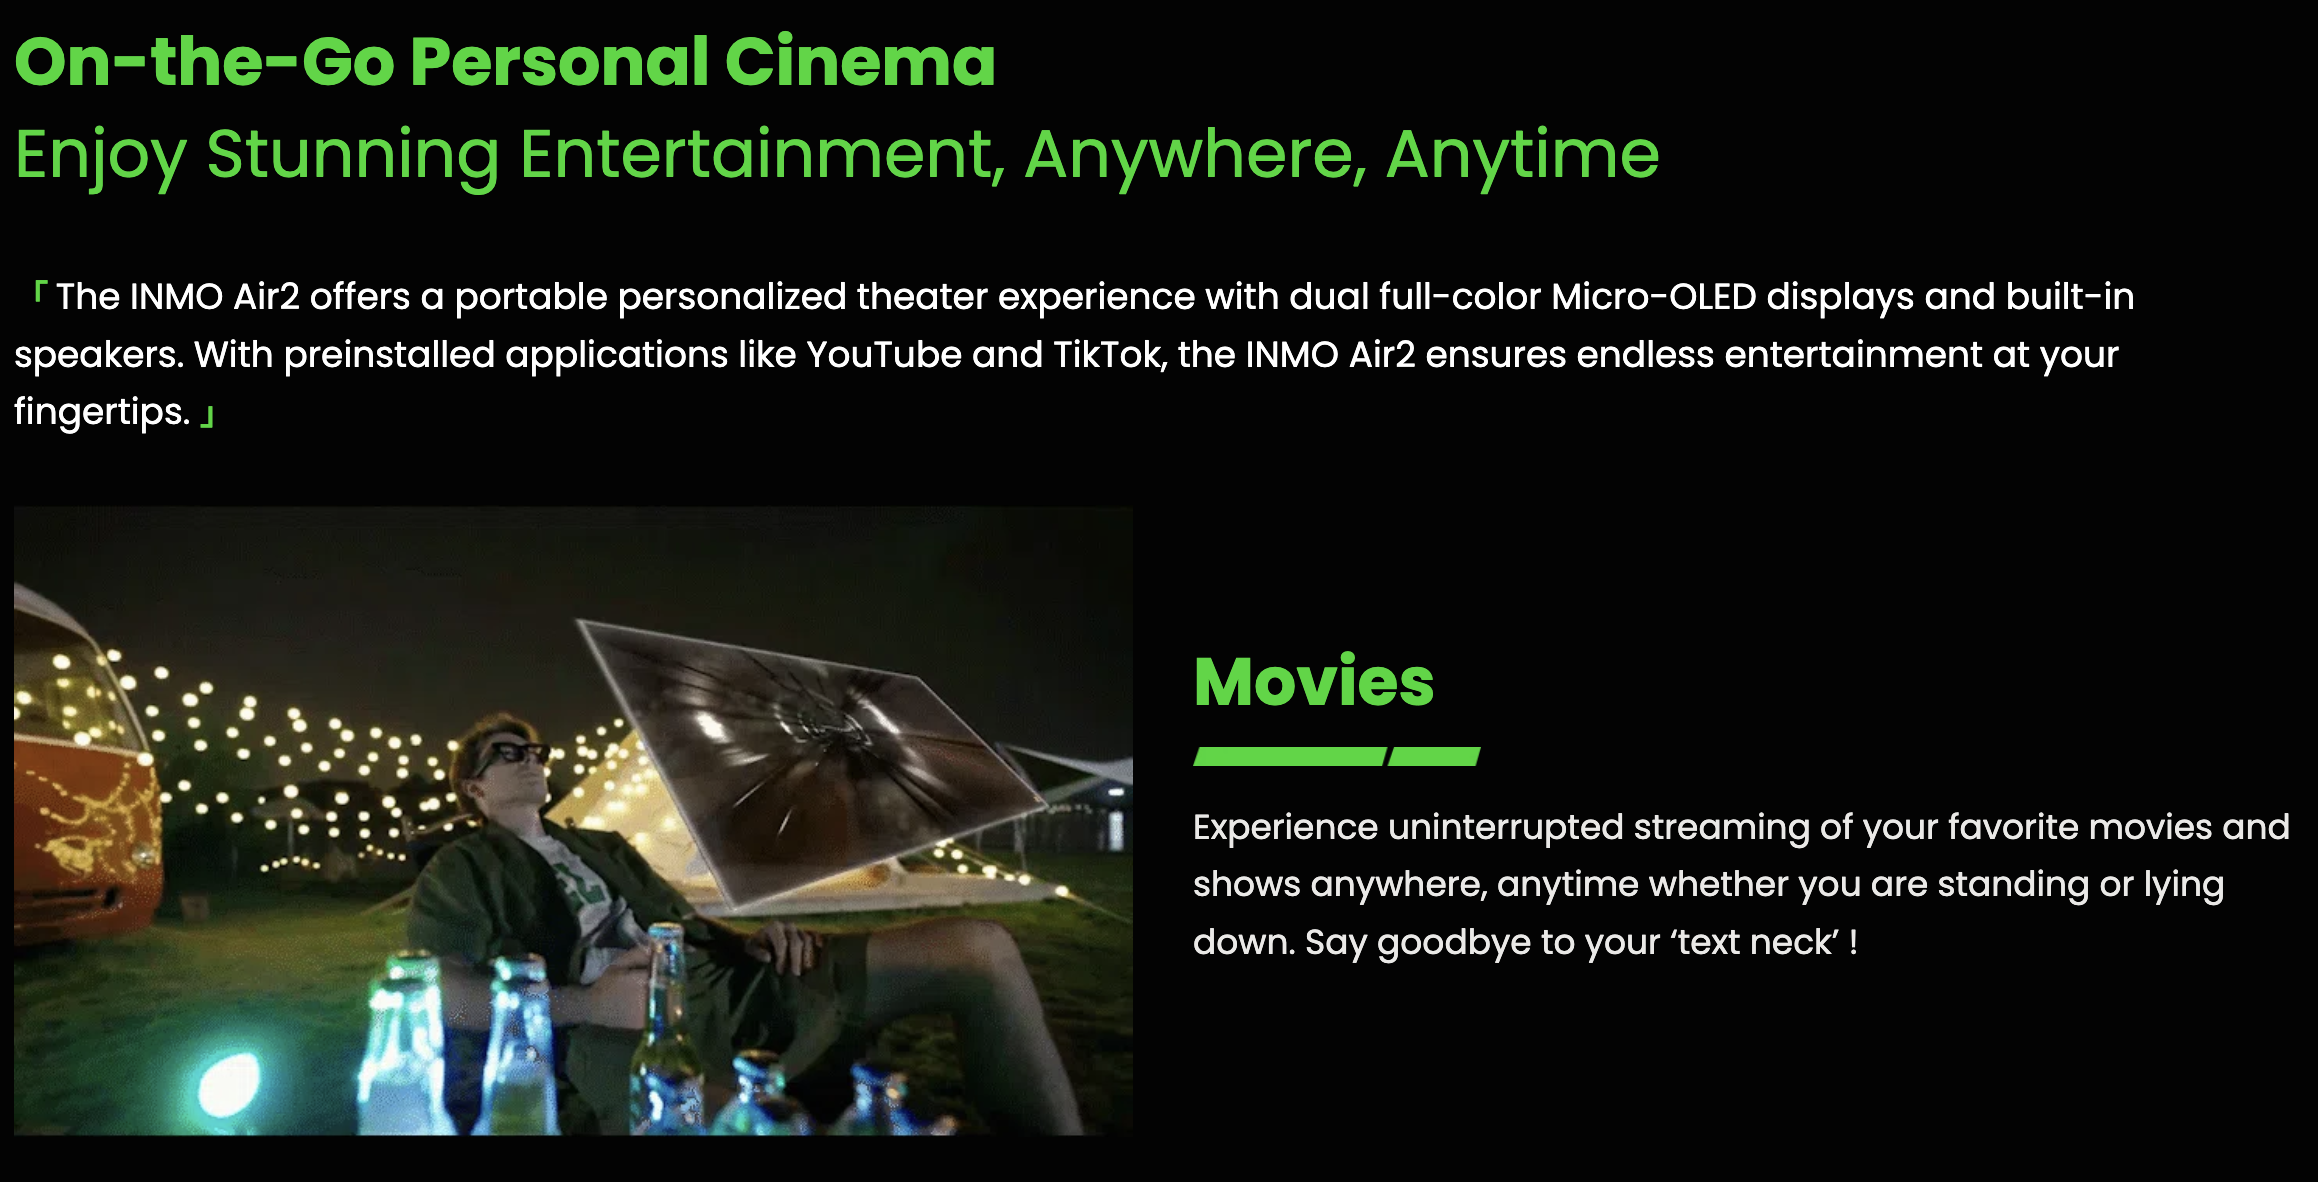 On-the-Go Personal Cinema
Enjoy Stunning Entertainment, Anywhere, Anytime
「 The INMO Air2 offers a portable personalized theater experience with dual full-color Micro-OLED displays and built-in
speakers. With preinstalled applications like YouTube and TikTok, the INMO Air2 ensures endless entertainment at your
fingertips. 」
Movies
Experience uninterrupted streaming of your favorite movies and
shows anywhere, anytime whether you are standing or lying
down. Say goodbye to your ‘text neck’ !